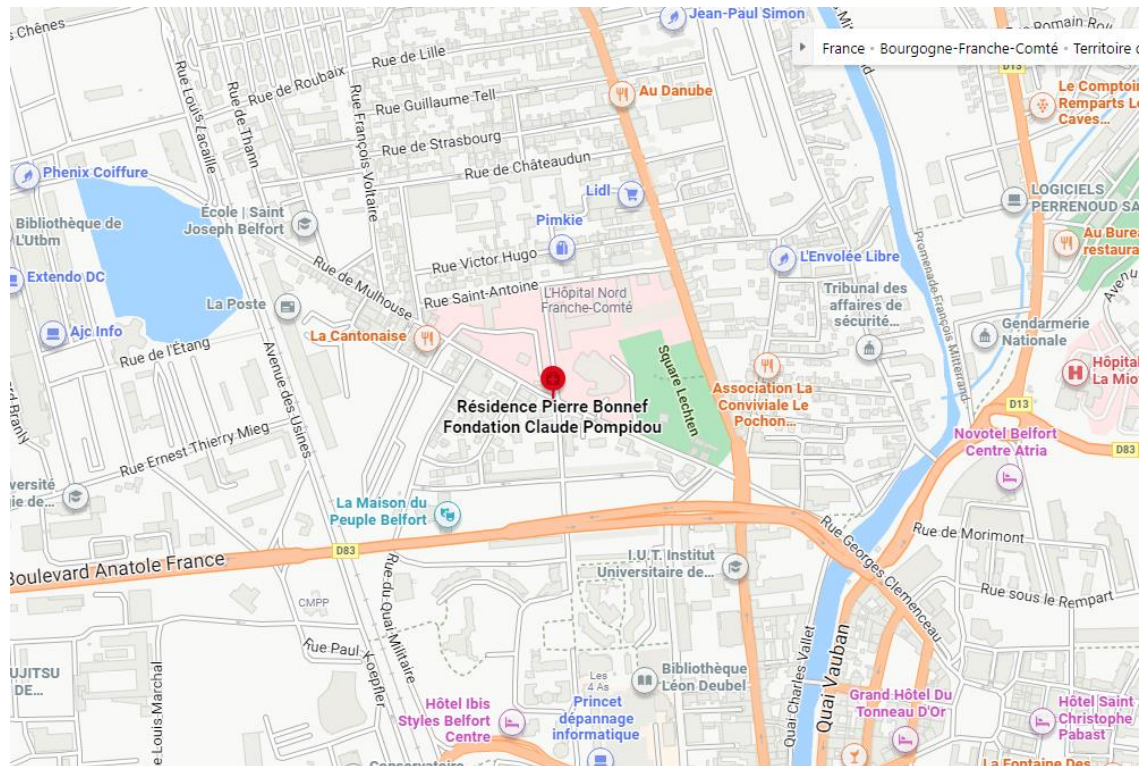 Jean-Paul Simon
s Chênes
Rue de Lille
Rue de Roubaix
Rue Louis Lacaille
Rue de Thann
Rue François Voltaire
Rue Guillaume Tell
Au Danube
France • Bourgogne-Franche-Comté • Territoire
D13
Le Comptoir
Remparts Le
Caves...
Rue de Strasbourg
Rue de Châteaudun
Phenix Coiffure
Lidl
LOGICIELS
PERRENOUD SA
École | Saint
Joseph Belfort
Bibliothèque de
L'Utbm
Pimkie
Au Bureau
restaura
Extendo DC
Rue Victor Hugo
L'Envolée Libre
Promenade François Mitterrand
Rue de Mulhouse
La Poste
Rue Saint-Antoine
L'Hôpital Nord
Franche-Comté
Tribunal des
affaires de
sécurité...
Gendarmerie
Nationale
Ajc Info
La Cantonaise
Rue de l'Étang
Avenue des Usines
Square Lechten
Hôpital
La Mio
Association La
Conviviale Le
Pochon...
Résidence Pierre Bonnef
Fondation Claude Pompidou
D13
Novotel Belfort
Centre Atria
D83
Rue Ernest-Thierry Mieg
versité
ie de...
La Maison du
Peuple Belfort
Rue de Morimont
Rue Georges Clemenceau
D83
Boulevard Anatole France
I.U.T. Institut
Universitaire de...
Rue sous le Rempart
CMPP
Rue du Quai Militaire
Rue Paul Koepfler
UJITSU
DE...
e Louis Marchal
Bibliothèque
Léon Deubel
Quai Charles Vallet
Quai Vauban
Les
4 As
Hôtel Ibis
Styles Belfort
Centre
Princet
dépannage
informatique
Grand Hôtel Du
Tonneau D'Or
Hôtel Saint
Christophe
Pabast
Conservatoire
La Fontaine Des